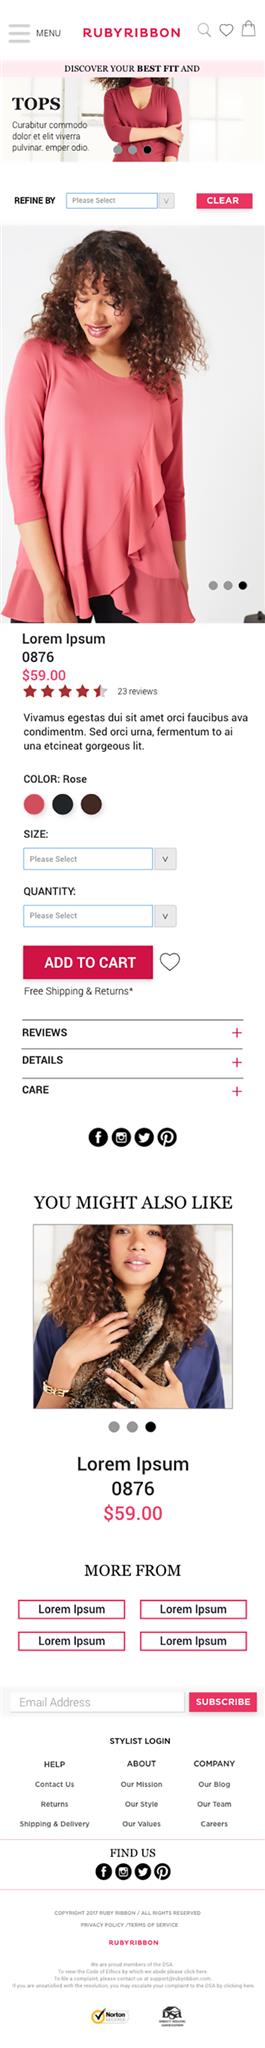 MENU RUBYRIBBON
DISCOVER YOUR BEST FIT AND
TOPS
Curabitur commodo
dolor et elit viverra
pulvinar. emper odio.
REFINE BY Please Select V CLEAR
Lorem Ipsum
0876
$59.00
23 reviews
Vivamus egestas dui sit amet orci faucibus ava
condimentm. Sed orci urna, fermentum to ai
una etcineat gorgeous lit.
COLOR: Rose
SIZE:
Please Select V
QUANTITY:
Please Select V
ADD TO CART
Free Shipping & Returns*
REVIEWS +
DETAILS +
CARE +
YOU MIGHT ALSO LIKE
Lorem Ipsum
0876
$59.00
MORE FROM
Lorem Ipsum Lorem Ipsum
Lorem Ipsum Lorem Ipsum
Email Address SUBSCRIBE
STYLIST LOGIN
HELP ABOUT COMPANY
Contact Us Our Mission Our Blog
Returns Our Style Our Team
Shipping & Delivery Our Values Careers
FIND US
COPYRIGHT 2017 RUBY RIBBON / ALL RIGHTS RESERVED
PRIVACY POLICY /TERMS OF SERVICE
RUBYRIBBON
We are proud members of the DSA
To view the Code of Ethics by which we abide please click here.
To file a complaint, please contact us at support@rubyribbon.com.
If you are unsatisfied with the resolution, you may escalate your complaint to the DSA by clicking here.
Norton
SECURED
DSA